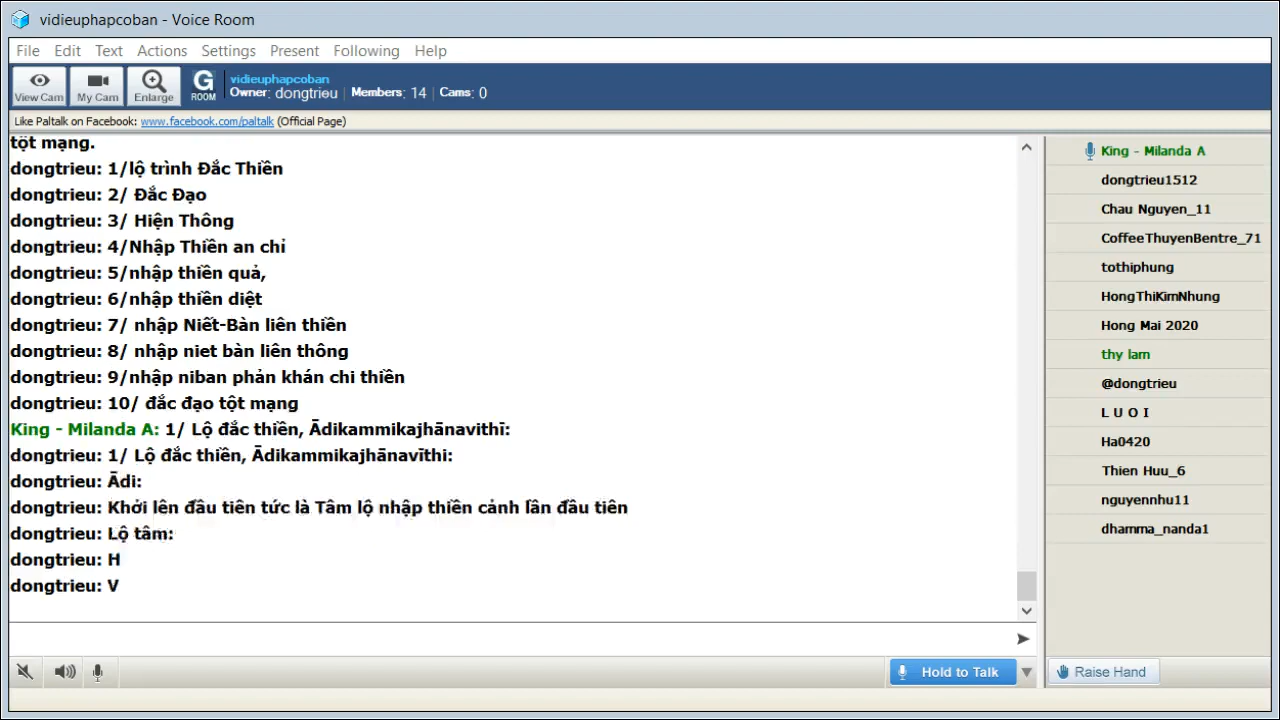 vidieuphapcoban - Voice Room
File Edit Text Actions Settings Present Following Help
View Cam My Cam Enlarge G ROOM
vidieuphapcoban
Owner: dongtrieu | Members: 14 | Cams: 0
Like Paltalk on Facebook: www.facebook.com/paltalk (Official Page)
tột mạng.
dongtrieu: 1/lộ trình Đắc Thiền
dongtrieu: 2/ Đắc Đạo
dongtrieu: 3/ Hiện Thông
dongtrieu: 4/Nhập Thiền an chỉ
dongtrieu: 5/nhập thiền quả,
dongtrieu: 6/nhập thiền diệt
dongtrieu: 7/ nhập Niết-Bàn liên thiền
dongtrieu: 8/ nhập niet bàn liên thông
dongtrieu: 9/nhập niban phản khán chi thiền
dongtrieu: 10/ đắc đạo tột mạng
King - Milanda A: 1/ Lộ đắc thiền, Ādikammikajhānavithī:
dongtrieu: 1/ Lộ đắc thiền, Ādikammikajhānavīthi:
dongtrieu: Ādi:
dongtrieu: Khởi lên đầu tiên tức là Tâm lộ nhập thiền cảnh lần đầu tiên
dongtrieu: Lộ tâm:
dongtrieu: H
dongtrieu: V
King - Milanda A
dongtrieu1512
Chau Nguyen_11
CoffeeThuyenBentre_71
tothiphung
HongThiKimNhung
Hong Mai 2020
thy lam
@dongtrieu
L U O I
Ha0420
Thien Huu_6
nguyennhu11
dhamma_nanda1
Hold to Talk
Raise Hand